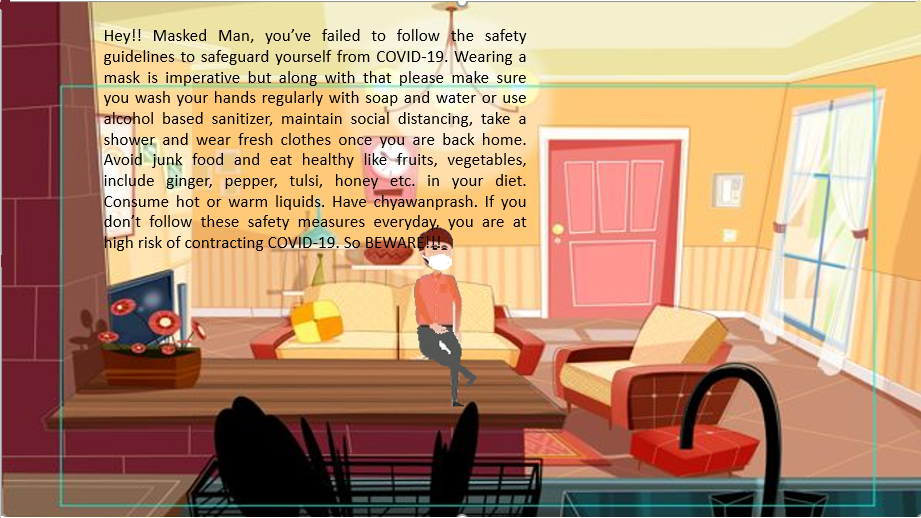 Hey!! Masked Man, you’ve failed to follow the safety
guidelines to safeguard yourself from COVID-19. Wearing a
mask is imperative but along with that please make sure
you wash your hands regularly with soap and water or use
alcohol based sanitizer, maintain social distancing, take a
shower and wear fresh clothes once you are back home.
Avoid junk food and eat healthy like fruits, vegetables,
include ginger, pepper, tulsi, honey etc. in your diet.
Consume hot or warm liquids. Have chyawanprash. If you
don’t follow these safety measures everyday, you are at
high risk of contracting COVID-19. So BEWARE!!!.